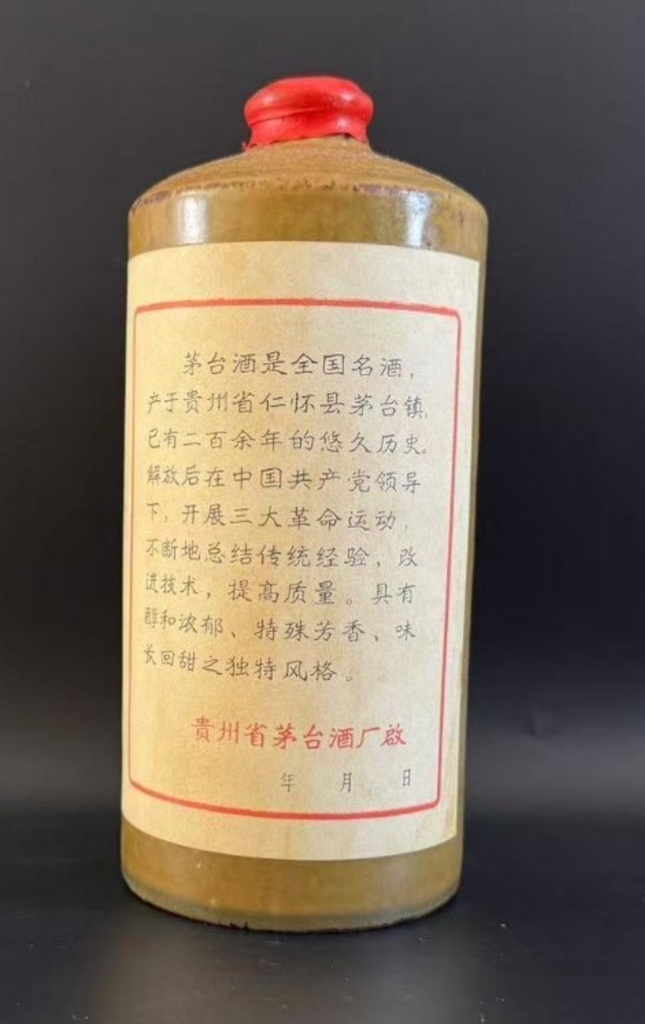 茅台酒是全国名酒，
产于贵州省仁怀县茅台镇，
已有二百余年的悠久历史。
解放后在中国共产党领导
下，开展三大革命运动，
不断地总结传统经验，改
进技术，提高质量。具有
醇和浓郁、特殊芳香、味
长回甜之独特风格。
贵州省茅台酒厂啟
年 月 日